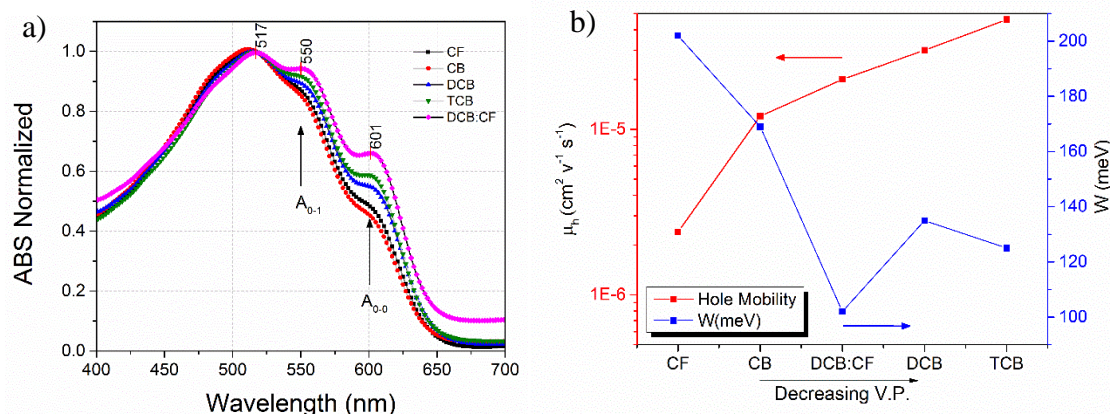 a)
517
550
601
CF
CB
DCB
TCB
DCB:CF
A0-1
A0-0
ABS Normalized
1.0
0.8
0.6
0.4
0.2
0.0
400
450
500
550
600
650
700
Wavelength (nm)
b)
μh (cm² v⁻¹ s⁻¹)
1E-5
1E-6
Hole Mobility
W(meV)
200
180
160
140
120
100
W (meV)
CF
CB
DCB:CF
DCB
TCB
Decreasing V.P.